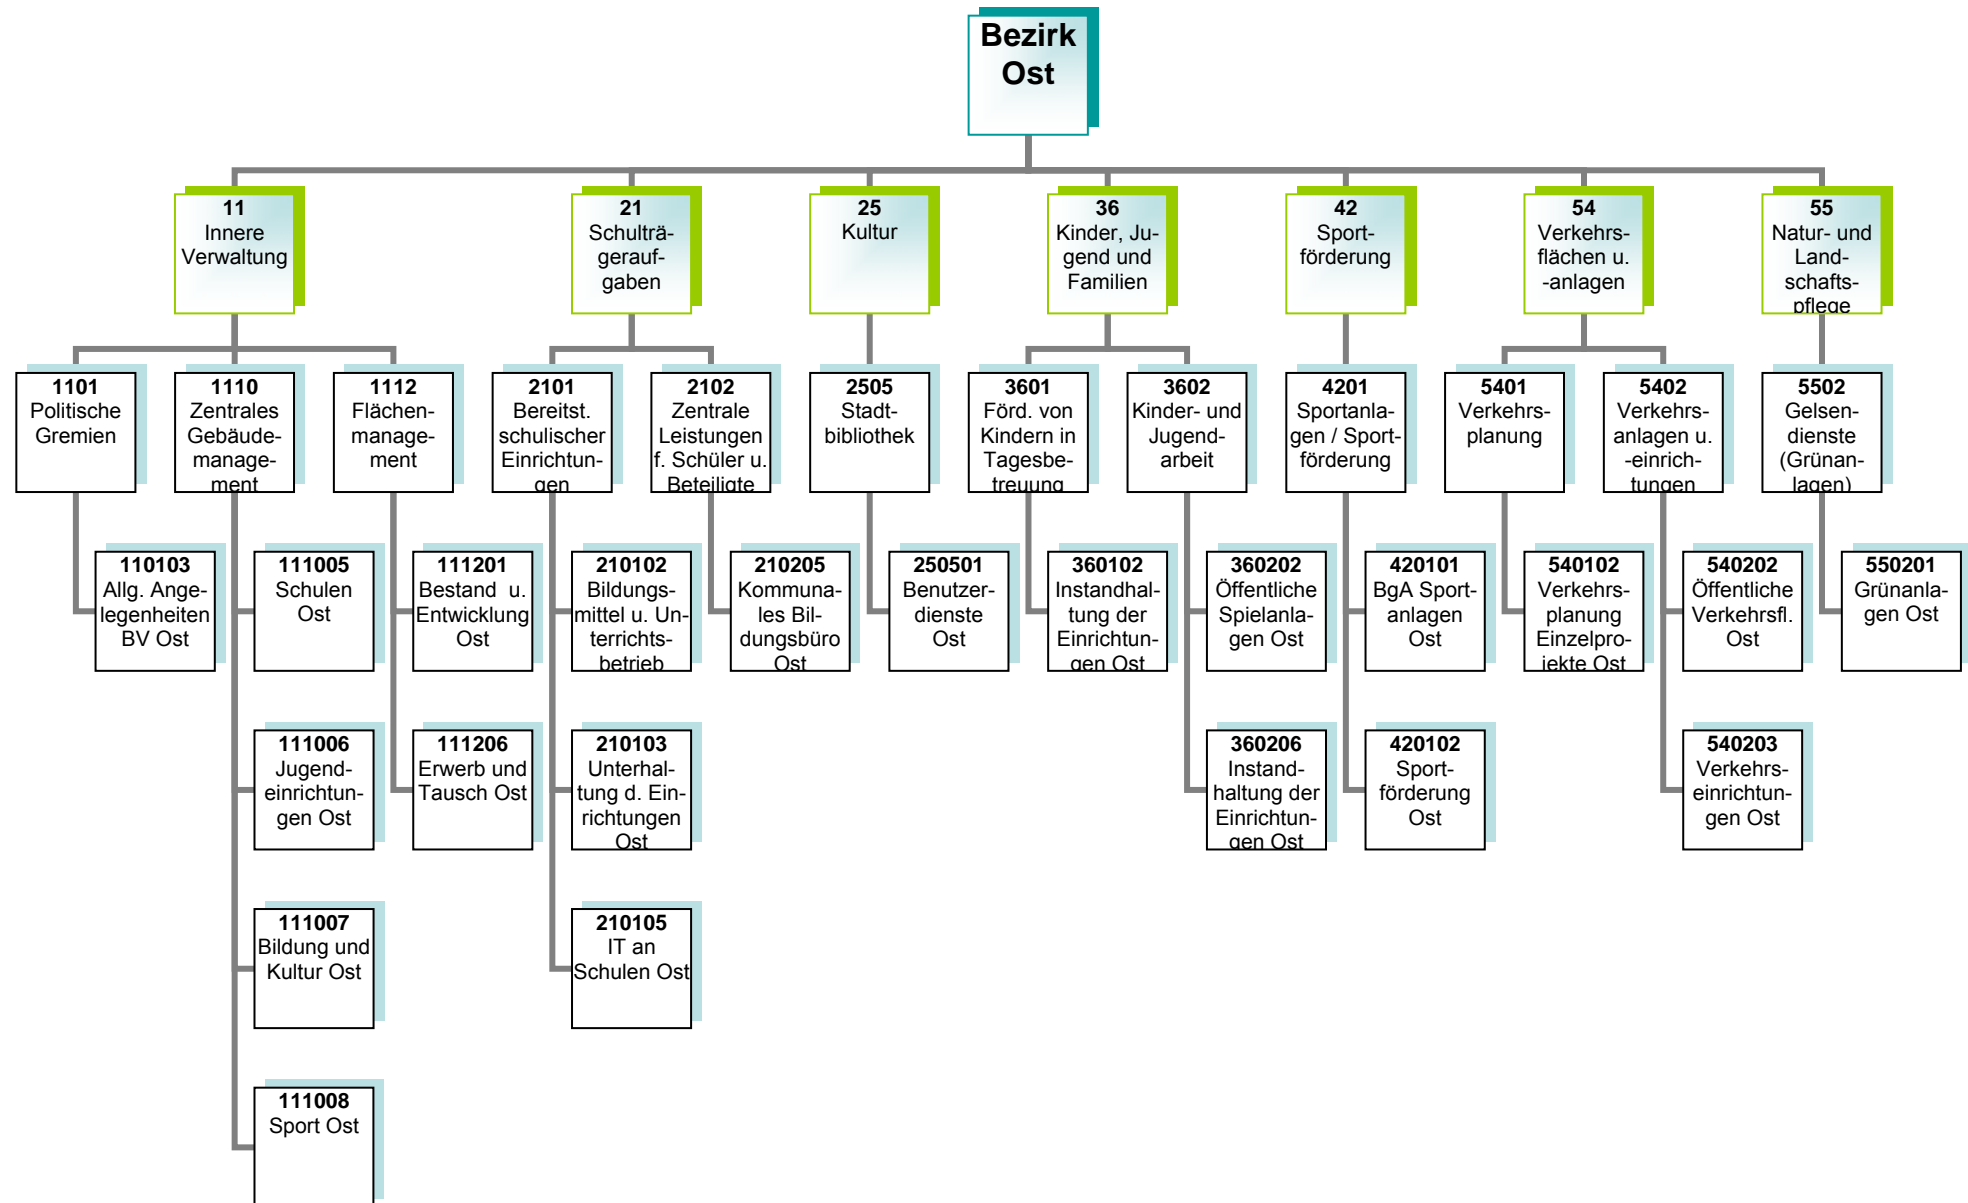 Bezirk
Ost
11
Innere
Verwaltung
21
Schulträ-
gerauf-
gaben
25
Kultur
36
Kinder, Ju-
gend und
Familien
42
Sport-
förderung
54
Verkehrs-
flächen u.
-anlagen
55
Natur- und
Land-
schafts-
pflege
1101
Politische
Gremien
1110
Zentrales
Gebäude-
manage-
ment
1112
Flächen-
manage-
ment
2101
Bereitst.
schulischer
Einrichtun-
gen
2102
Zentrale
Leistungen
f. Schüler u.
Beteiligte
2505
Stadt-
bibliothek
3601
Förd. von
Kindern in
Tagesbe-
treuung
3602
Kinder- und
Jugend-
arbeit
4201
Sportanla-
gen / Sport-
förderung
5401
Verkehrs-
planung
5402
Verkehrs-
anlagen u.
-einrich-
tungen
5502
Gelsen-
dienste
(Grünan-
lagen)
110103
Allg. Ange-
legenheiten
BV Ost
111005
Schulen
Ost
111201
Bestand u.
Entwicklung
Ost
210102
Bildungs-
mittel u. Un-
terrichts-
betrieb
210205
Kommuna-
les Bil-
dungsbüro
Ost
250501
Benutzer-
dienste
Ost
360102
Instandhal-
tung der
Einrichtun-
gen Ost
360202
Öffentliche
Spielanla-
gen Ost
420101
BgA Sport-
anlagen
Ost
540102
Verkehrs-
planung
Einzelpro-
jekte Ost
540202
Öffentliche
Verkehrsfl.
Ost
550201
Grünanla-
gen Ost
111006
Jugend-
einrichtun-
gen Ost
111206
Erwerb und
Tausch Ost
210103
Unterhal-
tung d. Ein-
richtungen
Ost
360206
Instand-
haltung der
Einrichtun-
gen Ost
420102
Sport-
förderung
Ost
540203
Verkehrs-
einrichtun-
gen Ost
111007
Bildung und
Kultur Ost
210105
IT an
Schulen Ost
111008
Sport Ost